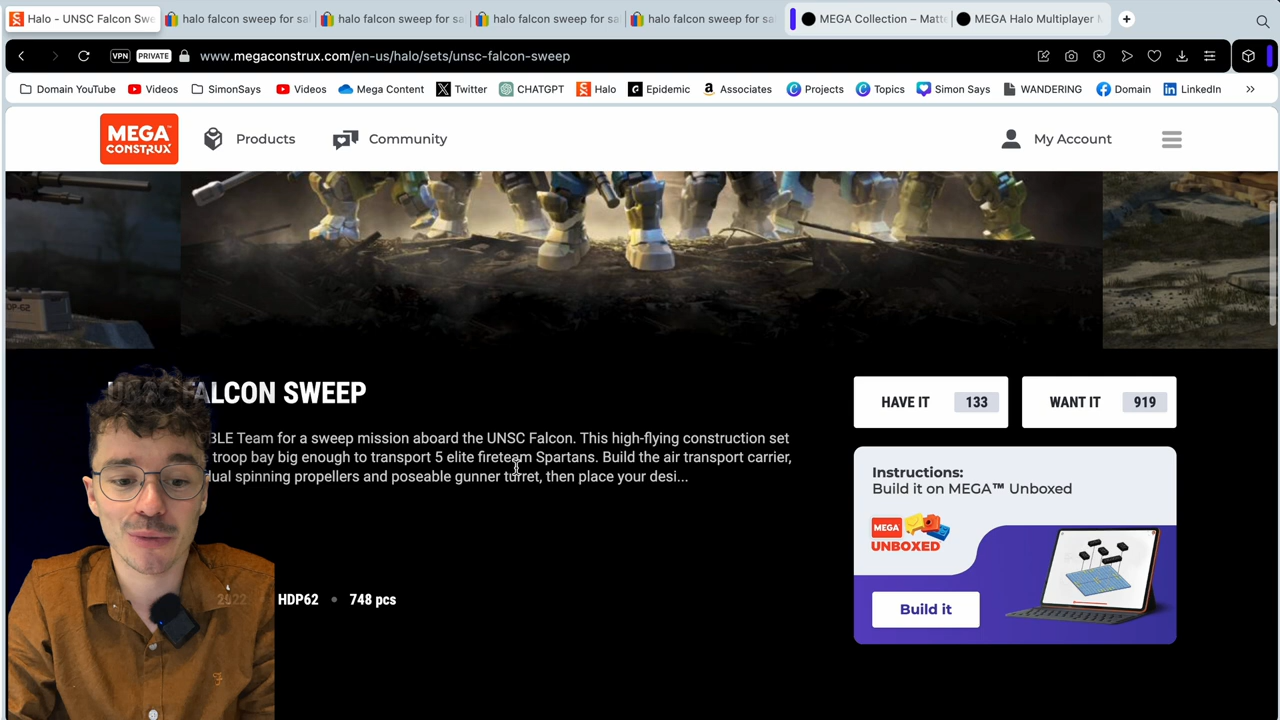 Halo - UNSC Falcon Swe
halo falcon sweep for sa
halo falcon sweep for sa
halo falcon sweep for sa
halo falcon sweep for sa
MEGA Collection – Matt
MEGA Halo Multiplayer
VPN
PRIVATE
www.megaconstrux.com/en-us/halo/sets/unsc-falcon-sweep
Domain YouTube
Videos
SimonSays
Videos
Mega Content
Twitter
CHATGPT
Halo
Epidemic
Associates
Projects
Topics
Simon Says
WANDERING
Domain
LinkedIn
MEGA
CONSTRUX
Products
Community
My Account
FALCON SWEEP
BLE Team for a sweep mission aboard the UNSC Falcon. This high-flying construction set
troop bay big enough to transport 5 elite fireteam Spartans. Build the air transport carrier,
dual spinning propellers and poseable gunner turret, then place your desi...
2022
HDP62
748 pcs
HAVE IT 133
WANT IT 919
Instructions:
Build it on MEGA™ Unboxed
MEGA
UNBOXED
Build it